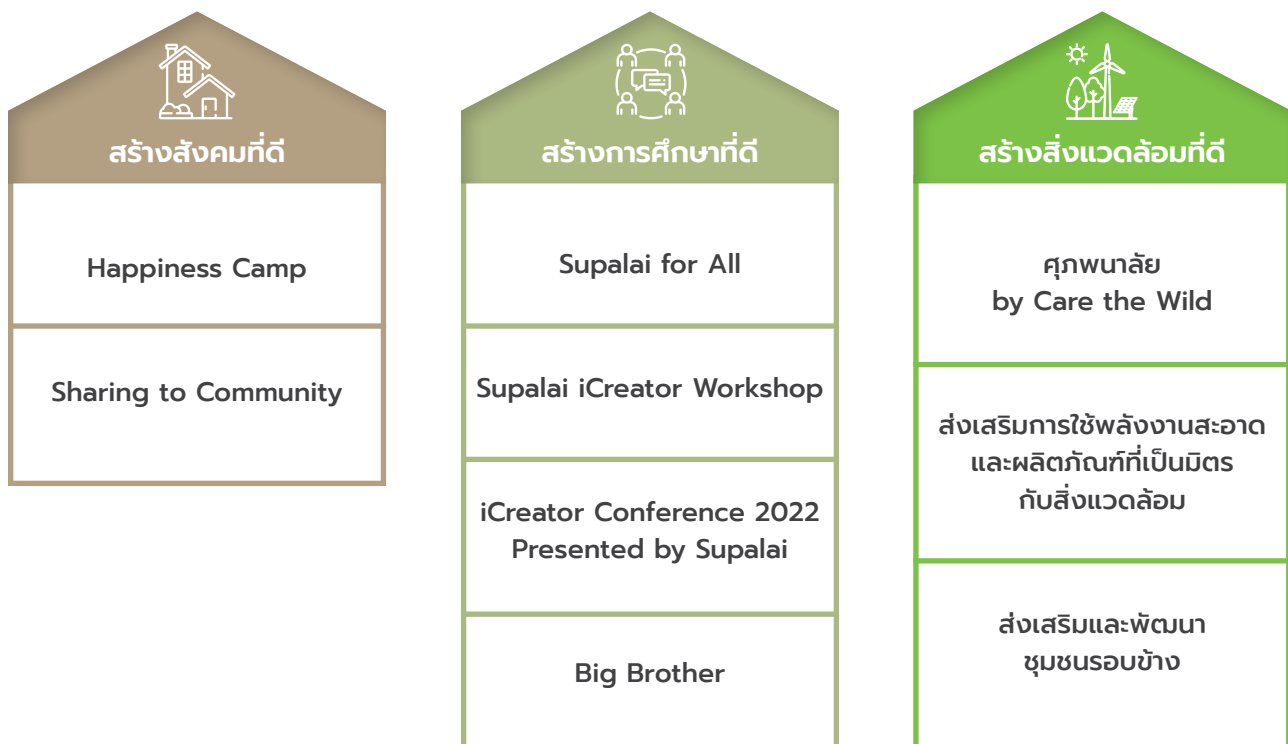 สร้างสังคมที่ดี
Happiness Camp
Sharing to Community
สร้างการศึกษาที่ดี
Supalai for All
Supalai iCreator Workshop
iCreator Conference 2022
Presented by Supalai
Big Brother
สร้างสิ่งแวดล้อมที่ดี
ศุภพนาลัย
by Care the Wild
ส่งเสริมการใช้พลังงานสะอาด
และผลิตภัณฑ์ที่เป็นมิตร
กับสิ่งแวดล้อม
ส่งเสริมและพัฒนา
ชุมชนรอบข้าง